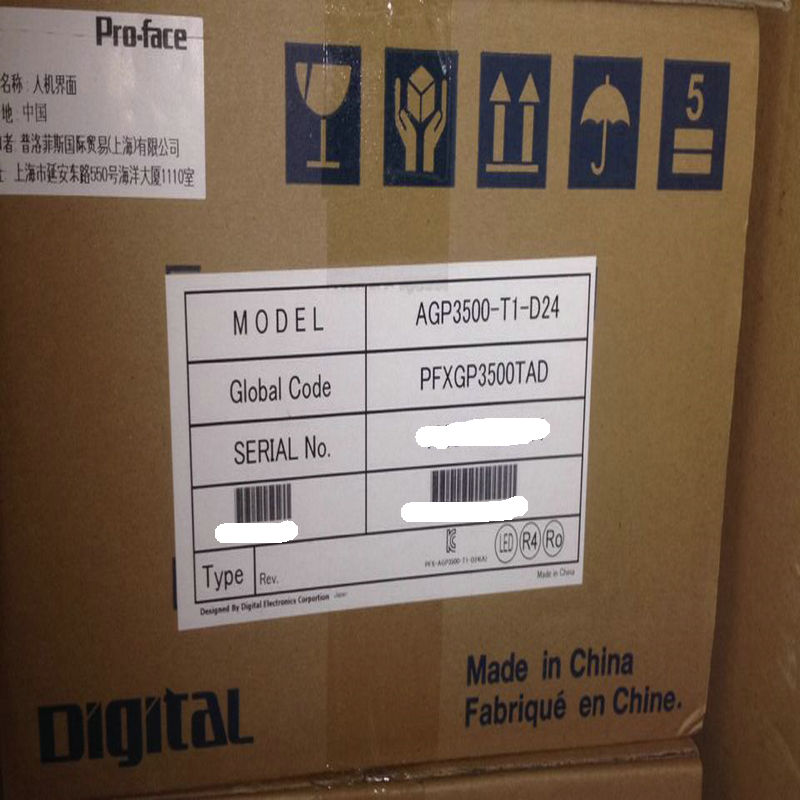 Pro-face
名称：人机界面
地：中国
者：普洛菲斯国际贸易(上海)有限公司
：上海市延安东路550号海洋大厦1110室
5
MODEL AGP3500-T1-D24
Global Code PFXGP3500TAD
SERIAL No.
LED R4 Ro
PFX-AGP3500-T1-D24(A)
Type Rev.
Made in China
Designed By Digital Electronics Corportion Japan
Made in China
Fabriqué en Chine.
Digital